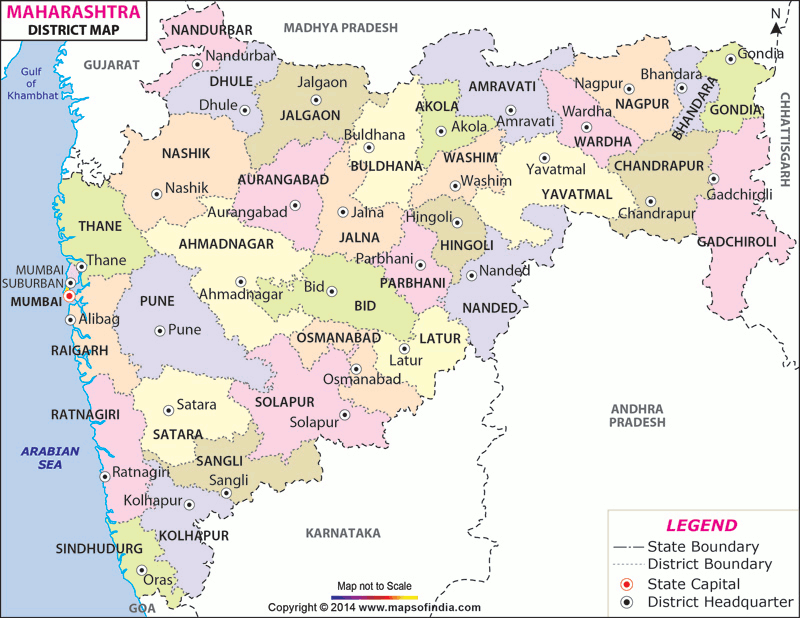 MAHARASHTRA
DISTRICT MAP
N
MADHYA PRADESH
GUJARAT
Gulf
of
Khambhat
CHHATTISGARH
NANDURBAR
Nandurbar
DHULE
Dhule
Jalgaon
JALGAON
Buldhana
BULDHANA
AKOLA
Akola
AMRAVATI
Amravati
Nagpur
NAGPUR
Wardha
WARDHA
Bhandara
BHANDARA
Gondia
GONDIA
NASHIK
Nashik
AURANGABAD
Aurangabad
WASHIM
Washim
Yavatmal
YAVATMAL
CHANDRAPUR
Chandrapur
Gadchirdli
GADCHIROLI
THANE
Thane
AHMADNAGAR
Ahmadnagar
Jalna
JALNA
Hingoli
HINGOLI
Parbhani
PARBHANI
Nanded
NANDED
MUMBAI
SUBURBAN
MUMBAI
Alibag
RAIGARH
PUNE
Pune
Bid
BID
OSMANABAD
Osmanabad
LATUR
Latur
RATNAGIRI
Ratnagiri
Satara
SATARA
SOLAPUR
Solapur
SANGLI
Sangli
Kolhapur
KOLHAPUR
SINDHUDURG
Oras
ARABIAN
SEA
GOA
KARNATAKA
ANDHRA
PRADESH
LEGEND
State Boundary
District Boundary
State Capital
District Headquarter
Map not to Scale
Copyright © 2014 www.mapsofindia.com